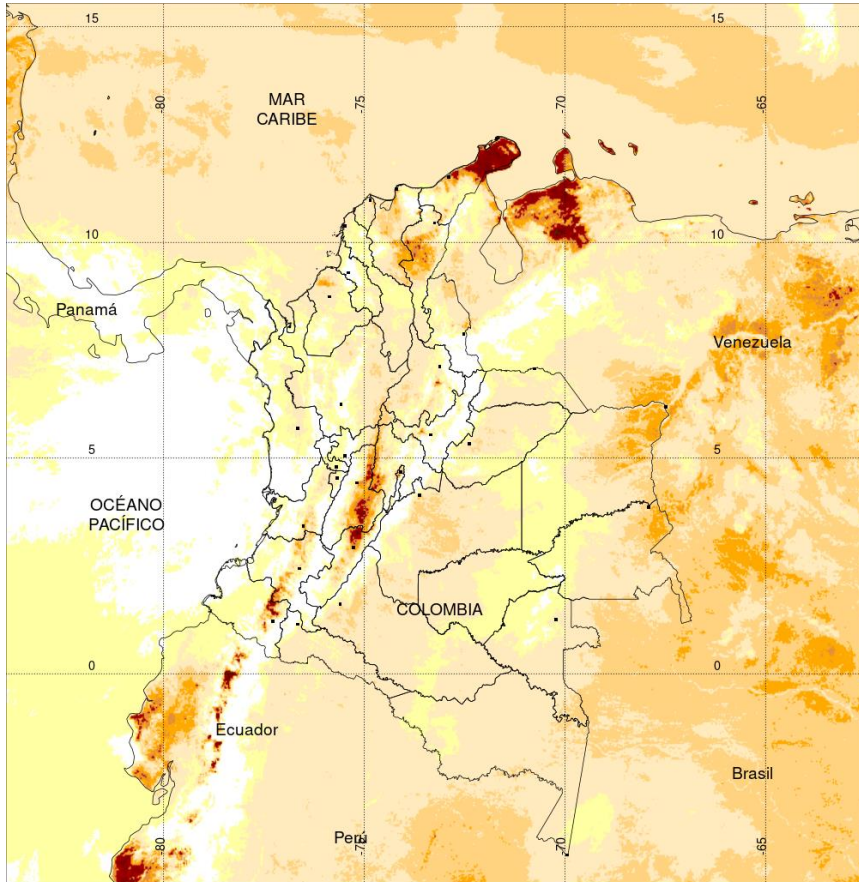 15
15
-80
-75
-70
-65
MAR
CARIBE
10
10
Panamá
Venezuela
5
5
OCÉANO
PACÍFICO
COLOMBIA
0
0
Ecuador
Brasil
Perú
-80
-75
-70
-65